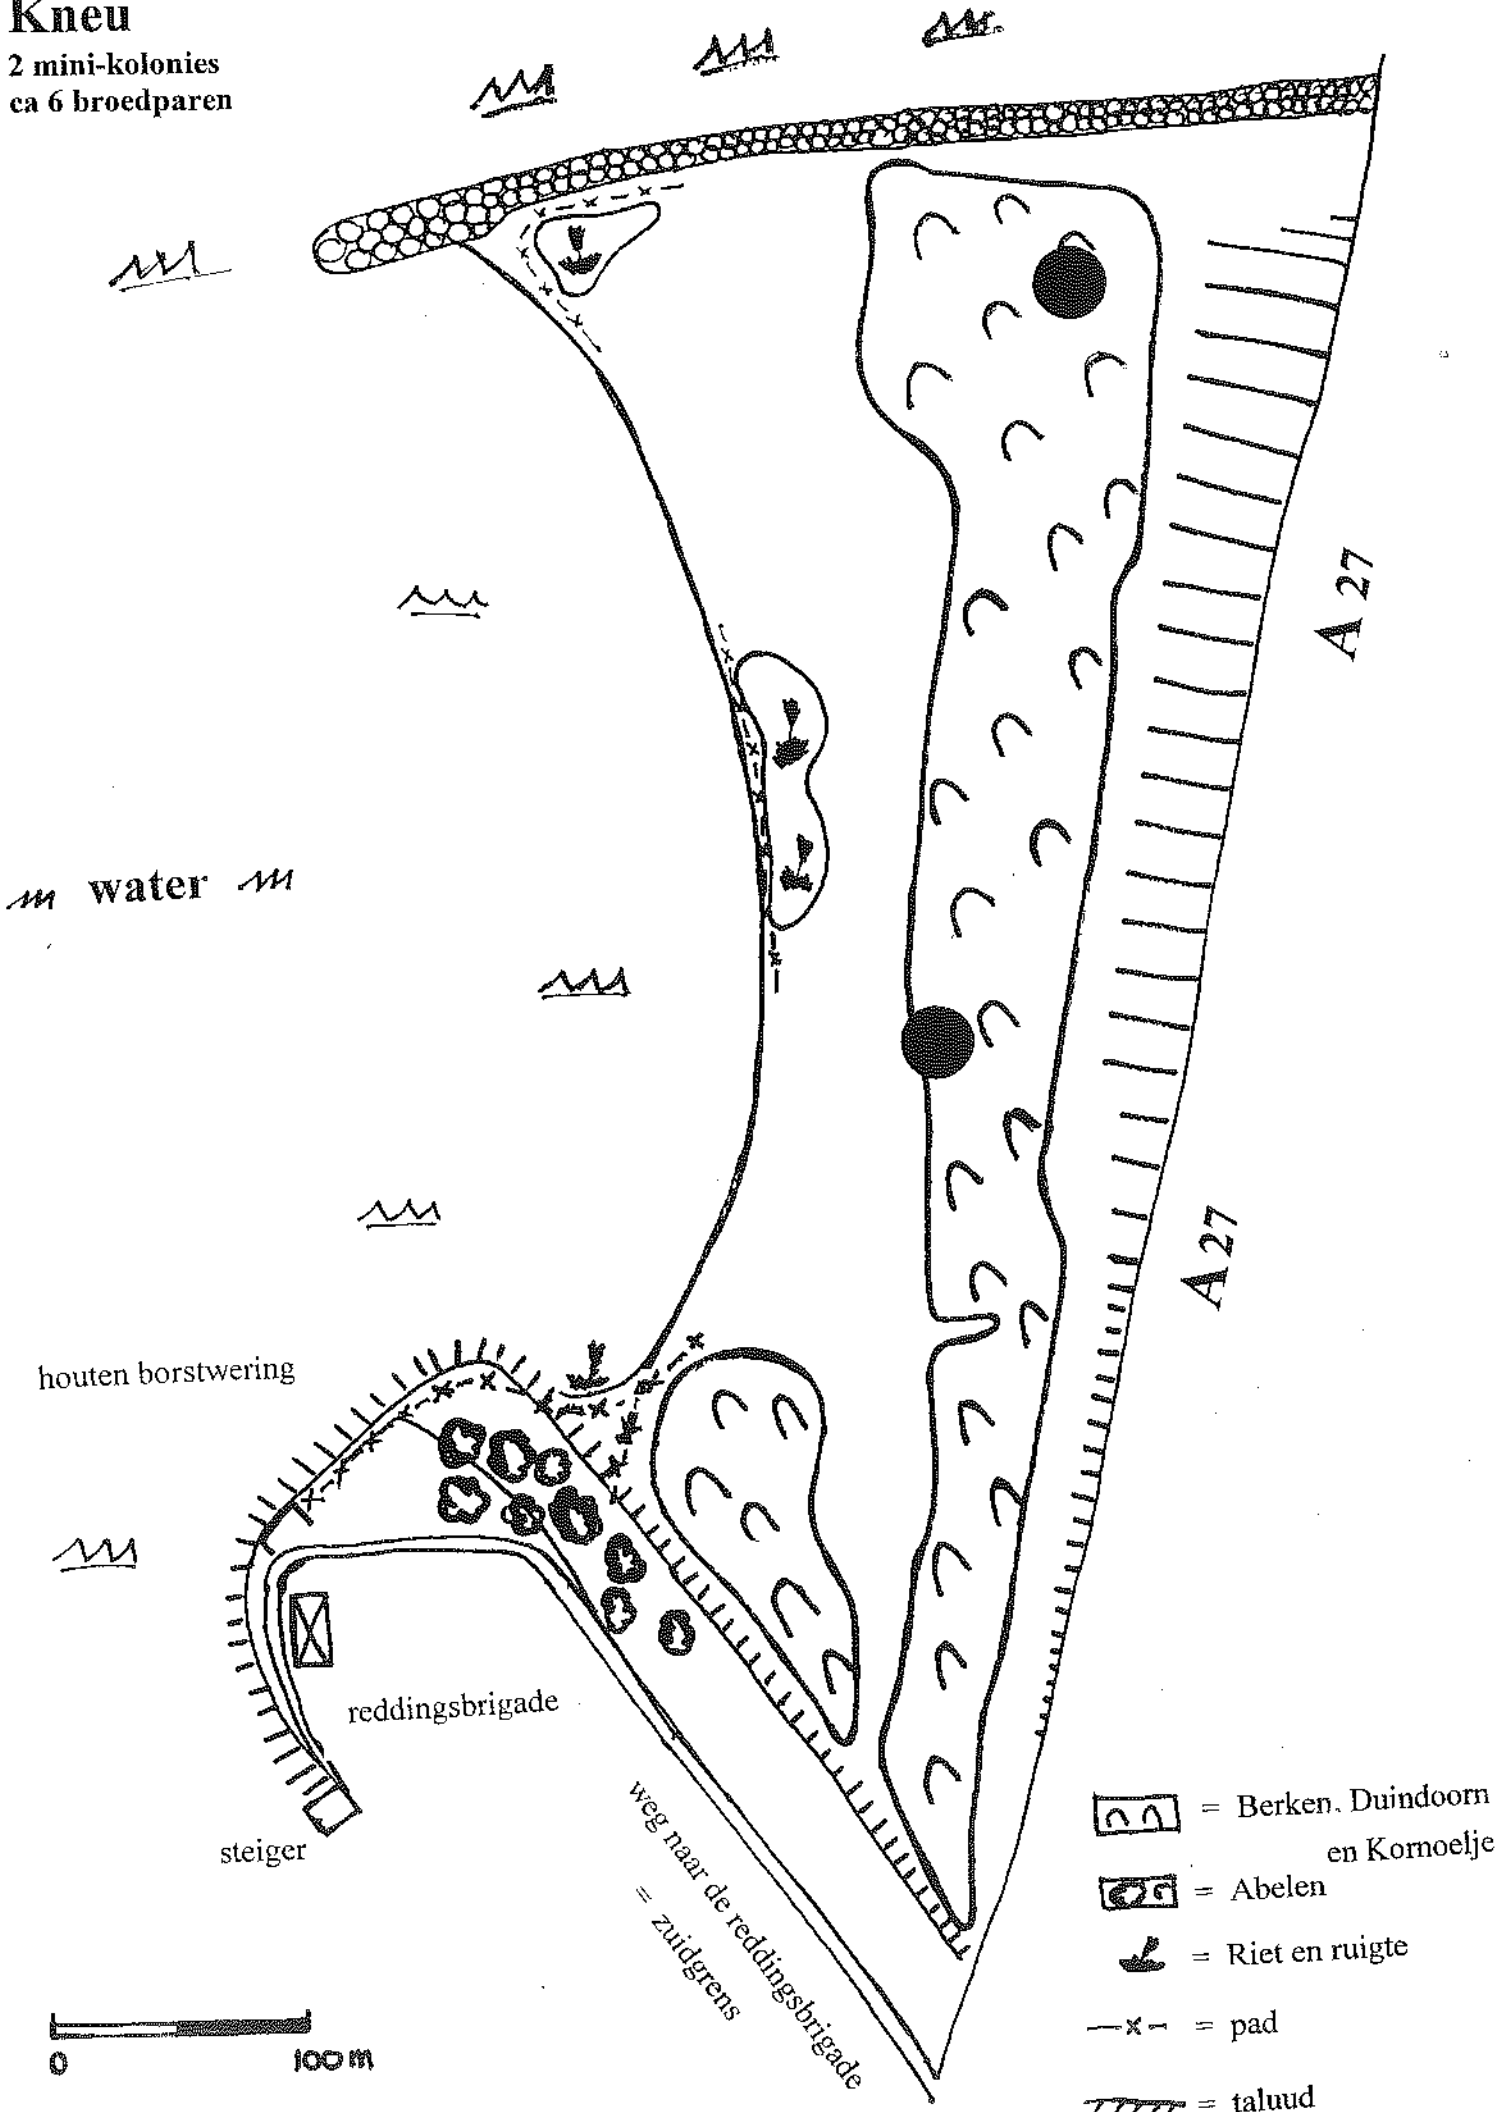 Kneu
2 mini-kolonies
ca 6 broedparen
A 27
water
A 27
houten borstwering
reddingsbrigade
steiger
weg naar de reddingsbrigade
= zuidgrens
= Berken. Duindoorn
en Kornoelje
= Abelen
= Riet en ruigte
= pad
= taluud
0 100 m